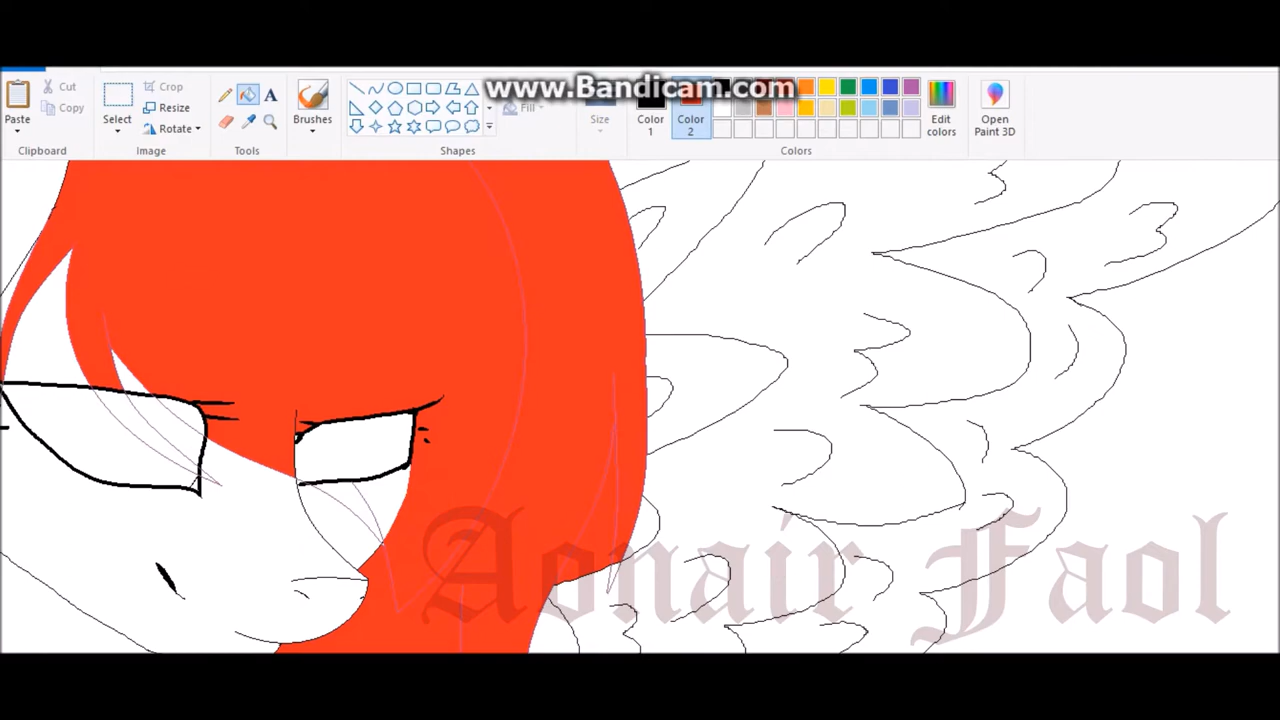 www.Bandicam.com
Cut
Copy
Paste
Clipboard
Crop
Resize
Rotate
Select
Image
A
Tools
Brushes
Fill
Shapes
Size
Color 1
Color 2
Edit colors
Colors
Open Paint 3D
Aonair Faol